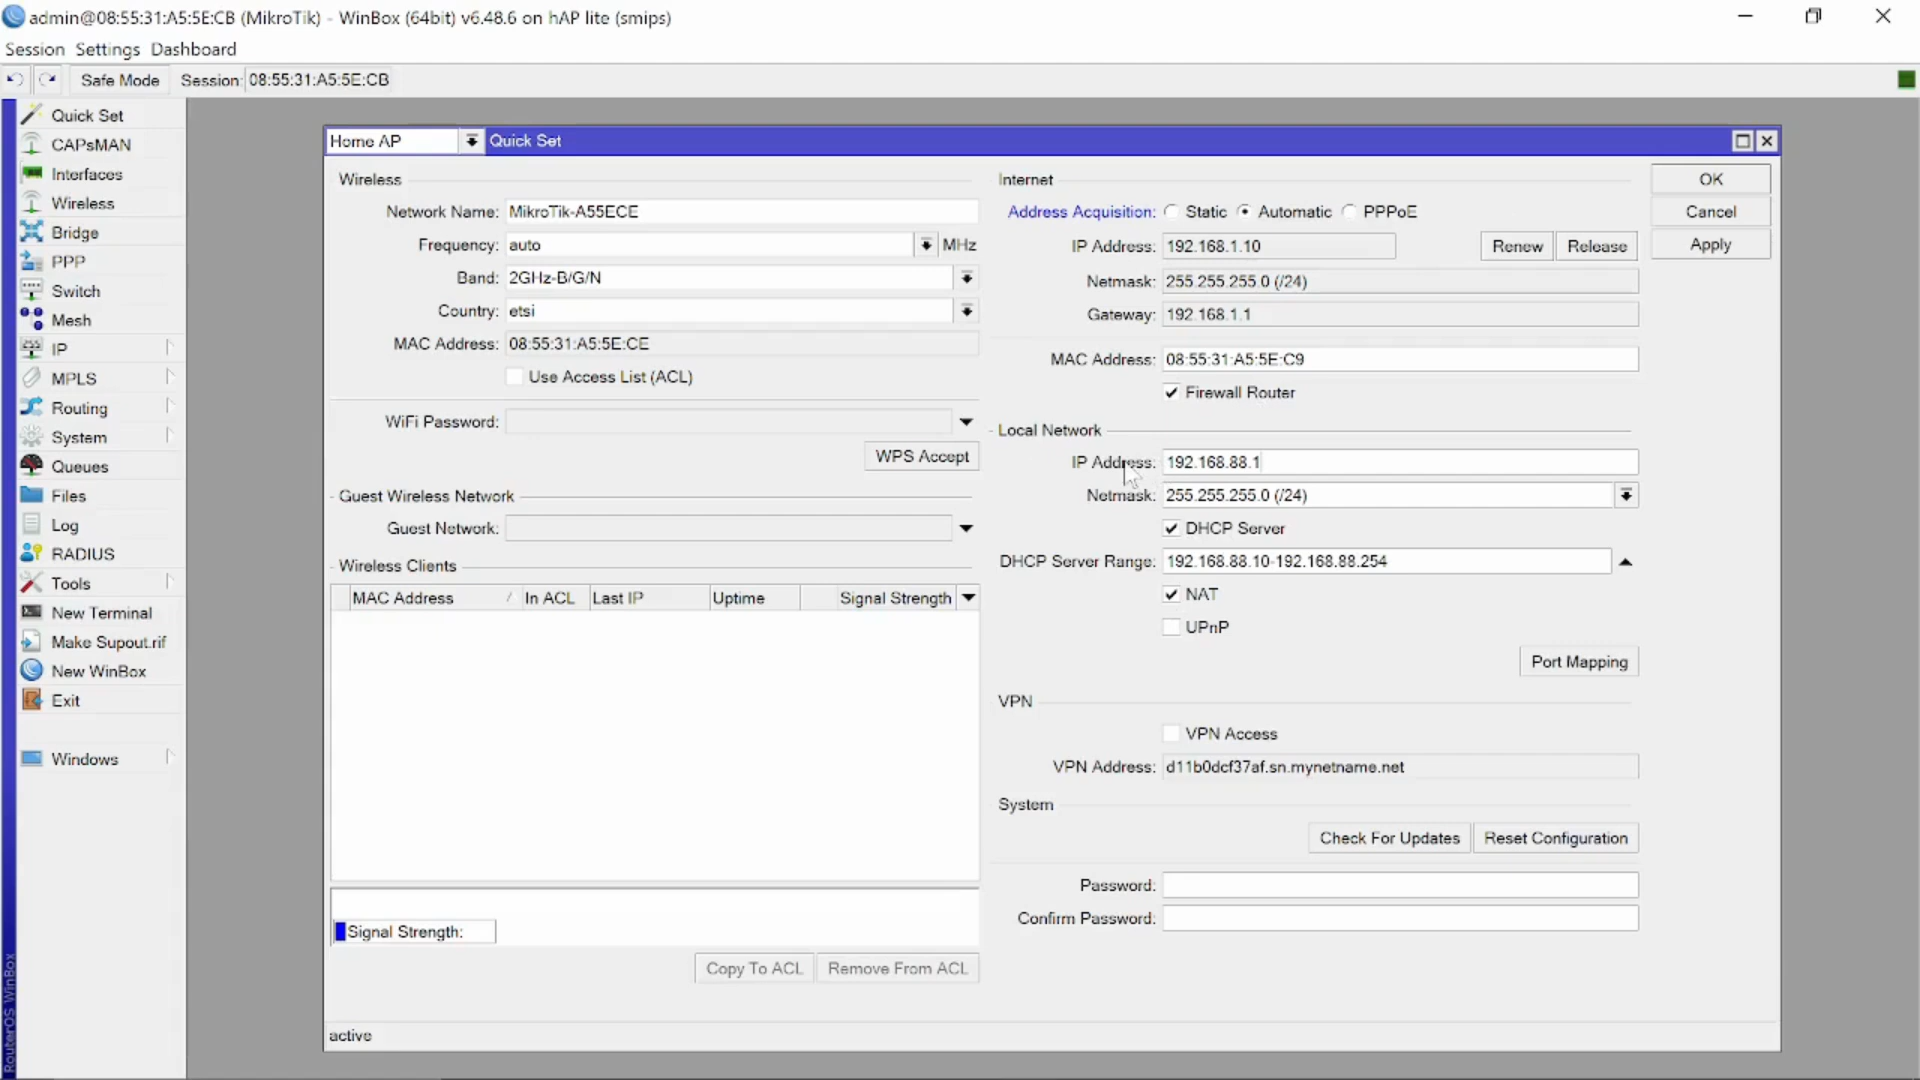 admin@08:55:31:A5:5E:CB (MikroTik) - WinBox (64bit) v6.48.6 on hAP lite (smips)
Session Settings Dashboard
Safe Mode Session: 08:55:31:A5:5E:CB
Quick Set
CAPsMAN
Interfaces
Wireless
Bridge
PPP
Switch
Mesh
IP
MPLS
Routing
System
Queues
Files
Log
RADIUS
Tools
New Terminal
Make Supout.rif
New WinBox
Exit
Windows
RouterOS WinBox
Home AP Quick Set
Wireless
Network Name: MikroTik-A55ECE
Frequency: auto MHz
Band: 2GHz-B/G/N
Country: etsi
MAC Address: 08:55:31:A5:5E:CE
Use Access List (ACL)
WiFi Password:
WPS Accept
Guest Wireless Network
Guest Network:
Wireless Clients
MAC Address / In ACL Last IP Uptime Signal Strength
Signal Strength:
Copy To ACL Remove From ACL
Internet
Address Acquisition: Static Automatic PPPoE
IP Address: 192.168.1.10 Renew Release
Netmask: 255.255.255.0 (/24)
Gateway: 192.168.1.1
MAC Address: 08:55:31:A5:5E:C9
Firewall Router
Local Network
IP Address: 192.168.88.1
Netmask: 255.255.255.0 (/24)
DHCP Server
DHCP Server Range: 192.168.88.10-192.168.88.254
NAT
UPnP
Port Mapping
VPN
VPN Access
VPN Address: d11b0dcf37af.sn.mynetname.net
System
Check For Updates Reset Configuration
Password:
Confirm Password:
OK
Cancel
Apply
active